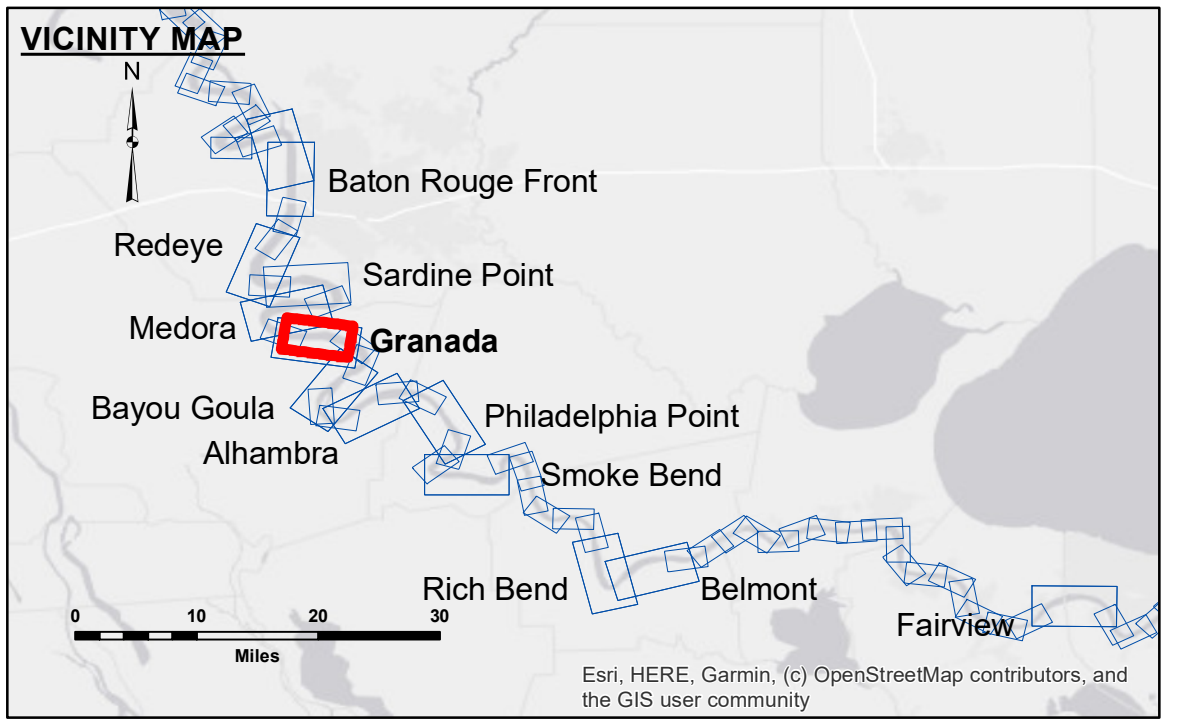 VICINITY MAP
N
Baton Rouge Front
Redeye
Sardine Point
Medora
Granada
Bayou Goula
Philadelphia Point
Alhambra
Smoke Bend
Rich Bend
Belmont
Fairview
0 10 20 30
Miles
Esri, HERE, Garmin, (c) OpenStreetMap contributors, and
the GIS user community